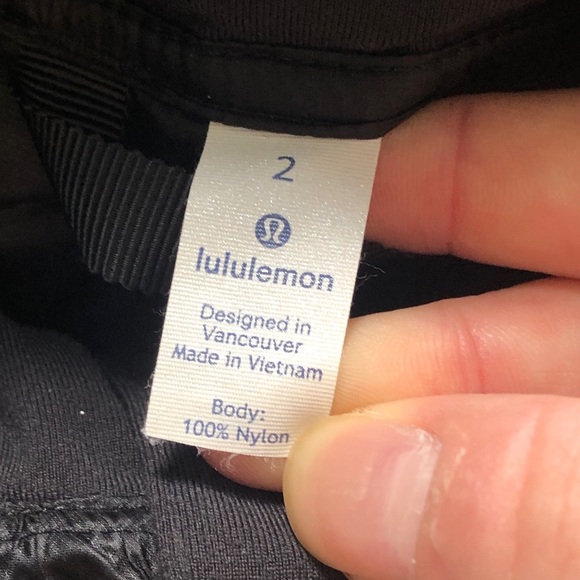 2
lululemon
Designed in
Vancouver
Made in Vietnam
Body:
100% Nylon